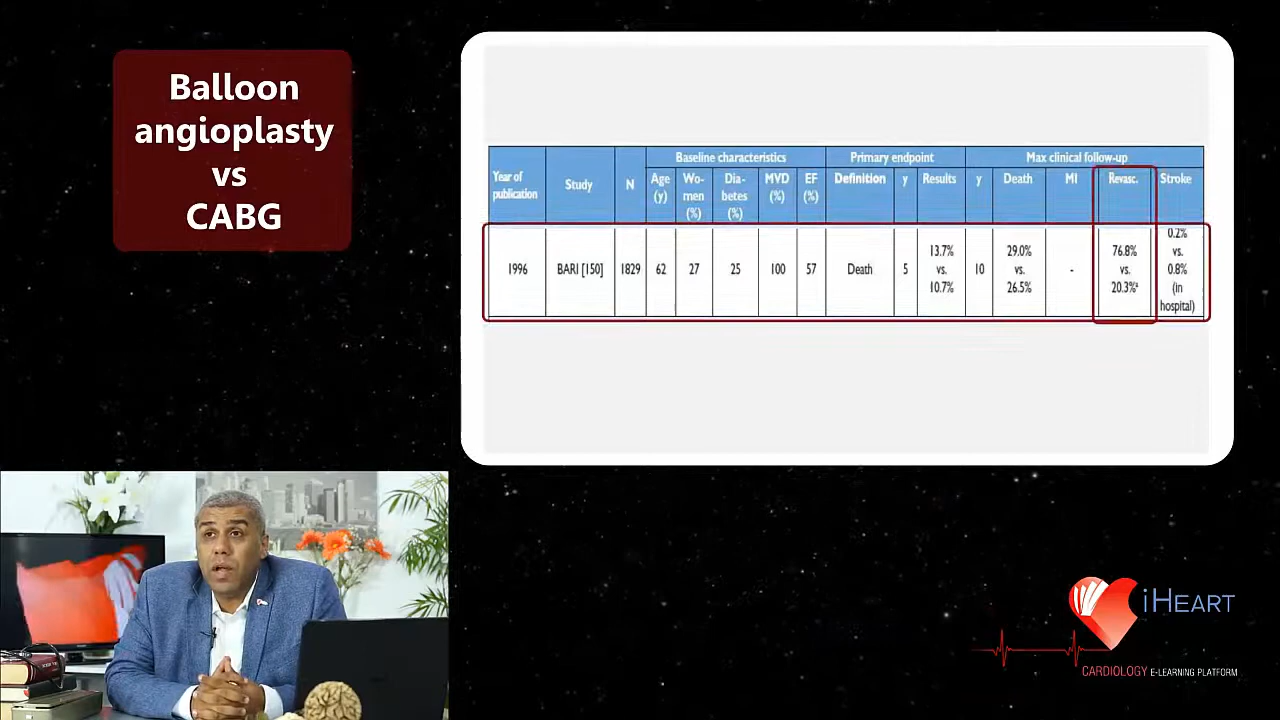 Balloon
angioplasty
vs
CABG
Baseline characteristics
Primary endpoint
Max clinical follow-up
Year of
publication
Study
N
Age
(y)
Wo-
men
(%)
Dia-
betes
(%)
MVD
(%)
EF
(%)
Definition
y
Results
y
Death
MI
Revasc.
Stroke
1996
BARI [150]
1829
62
27
25
100
57
Death
5
13.7%
vs.
10.7%
10
29.0%
vs.
26.5%
-
76.8%
vs.
20.3%ᵃ
0.2%
vs.
0.8%
(in
hospital)
iHEART
CARDIOLOGY E-LEARNING PLATFORM